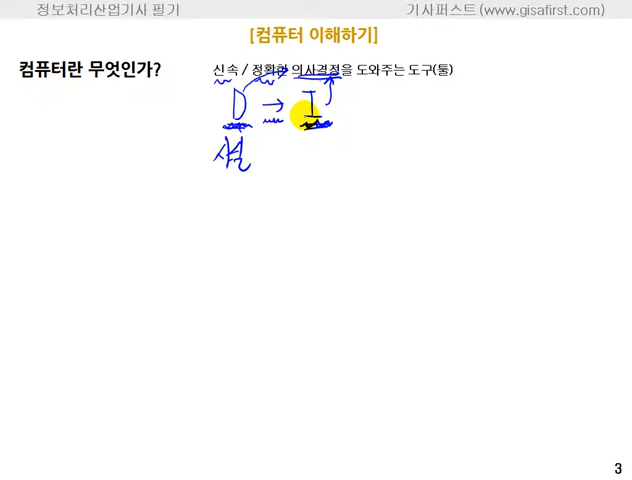 정보처리산업기사 필기 기사퍼스트 (www.gisafirst.com)
[컴퓨터 이해하기]
컴퓨터란 무엇인가? 신속 / 정확한 의사결정을 도와주는 도구(툴)
D → I
사실
3